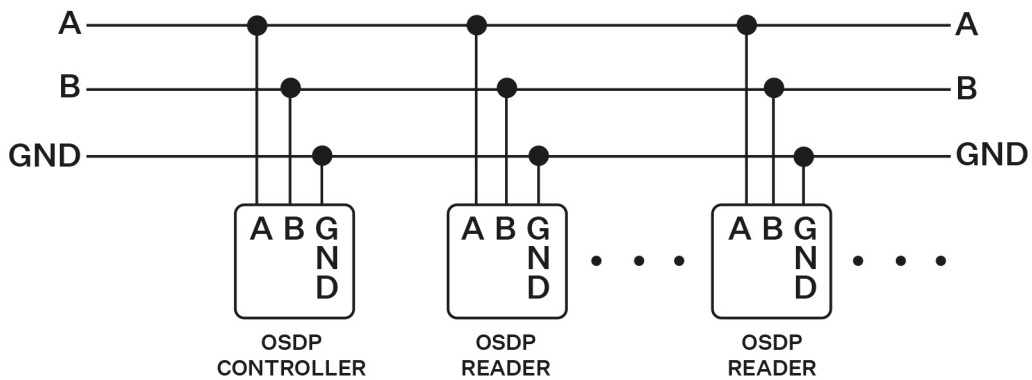 A A
B B
GND GND
A B G
N
D
A B G
N
D
A B G
N
D
OSDP
CONTROLLER
OSDP
READER
OSDP
READER